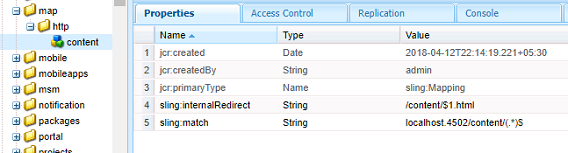 map
http
content
mobile
mobileapps
msm
notification
packages
portal
projects
Properties Access Control Replication Console
Name Type Value
1 jcr:created Date 2018-04-12T22:14:19.221+05:30
2 jcr:createdBy String admin
3 jcr:primaryType Name sling:Mapping
4 sling:internalRedirect String /content/$1.html
5 sling:match String localhost.4502/content/(.*)$